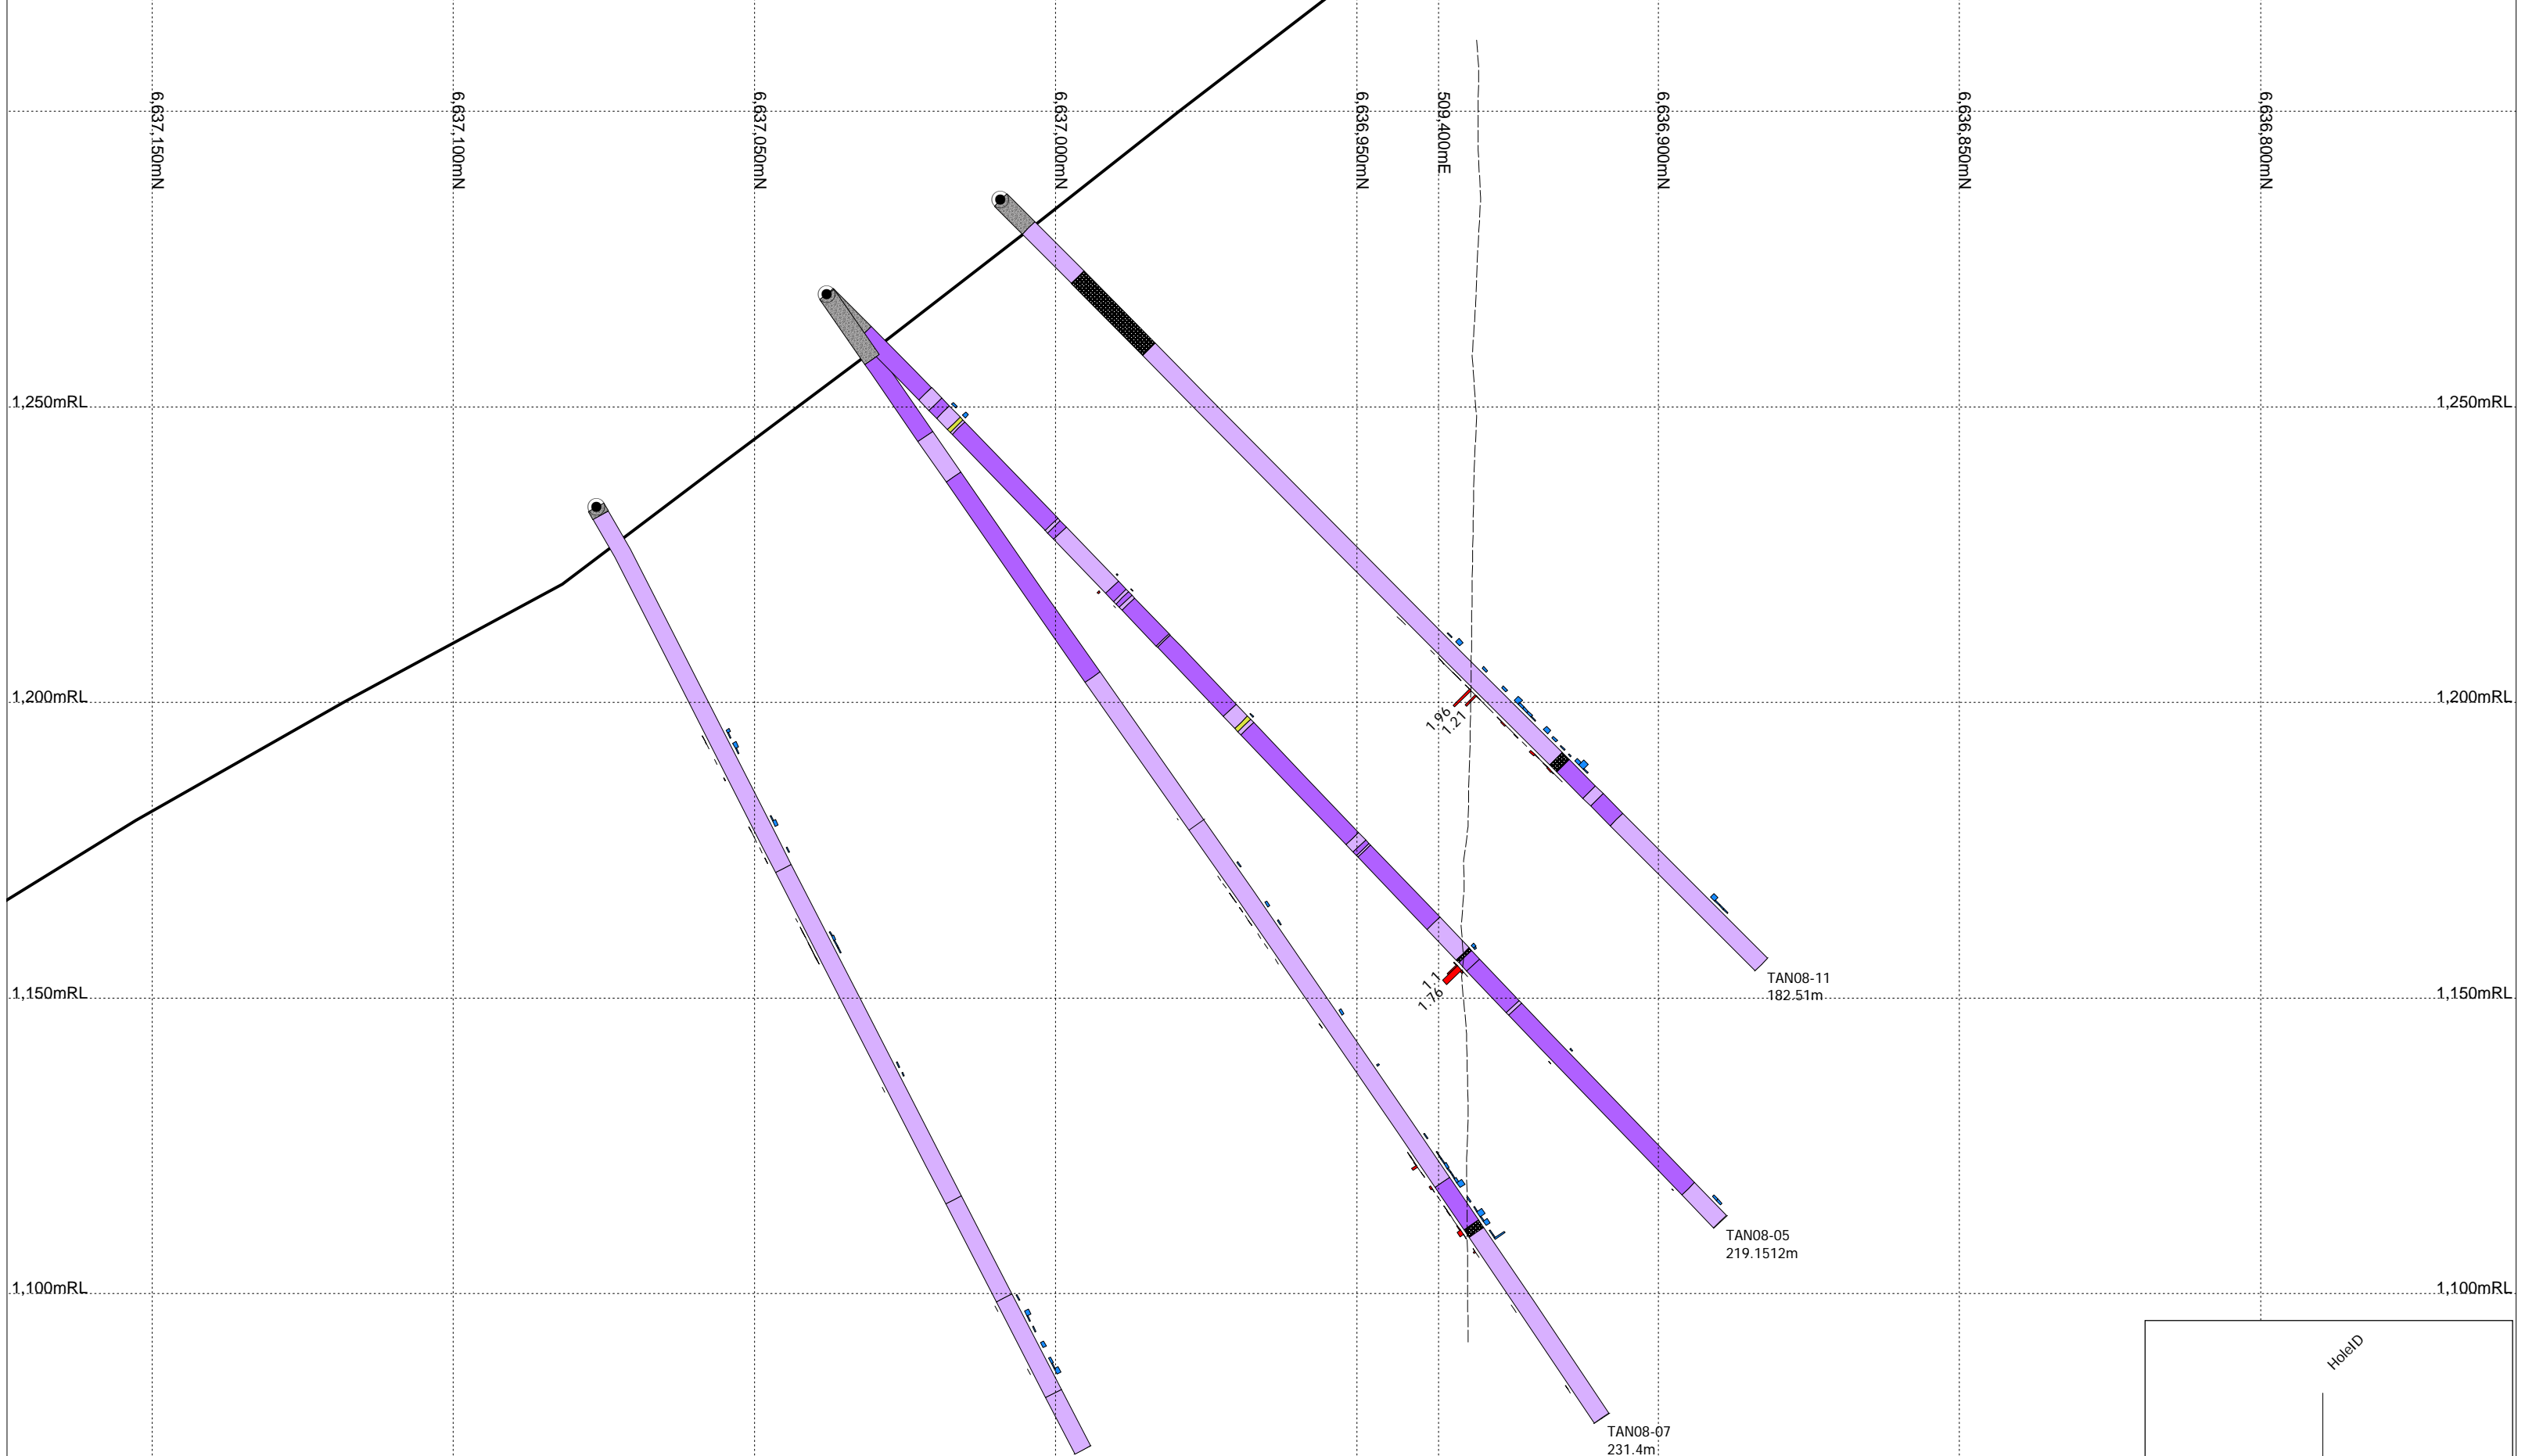 6,637,150mN
6,637,100mN
6,637,050mN
6,637,000mN
6,636,950mN
509,400mE
6,636,900mN
6,636,850mN
6,636,800mN
1,250mRL
1,250mRL
1,200mRL
1,200mRL
1.96
1.21
1.1
1.76
TAN08-11
182.51m
1,150mRL
1,150mRL
TAN08-05
219.1512m
1,100mRL
1,100mRL
HoleID
TAN08-07
231.4m